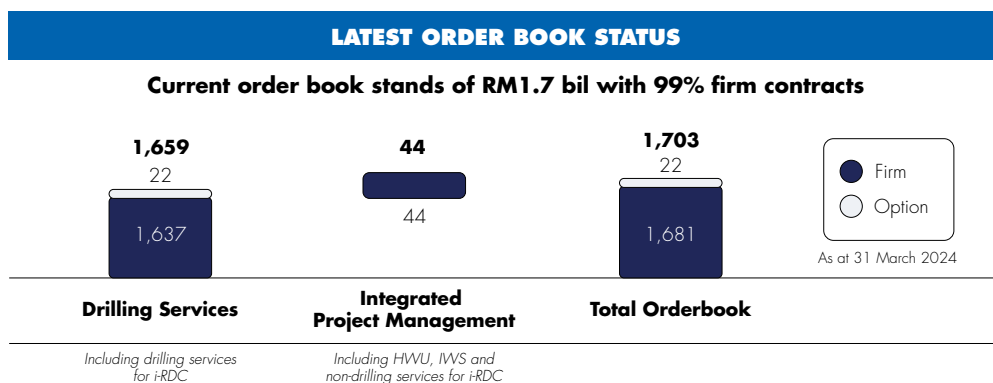 LATEST ORDER BOOK STATUS
Current order book stands of RM1.7 bil with 99% firm contracts
1,659
22
1,637
44
44
1,703
22
1,681
Firm
Option
As at 31 March 2024
Drilling Services
Integrated
Project Management
Total Orderbook
Including drilling services
for i-RDC
Including HWU, IWS and
non-drilling services for i-RDC